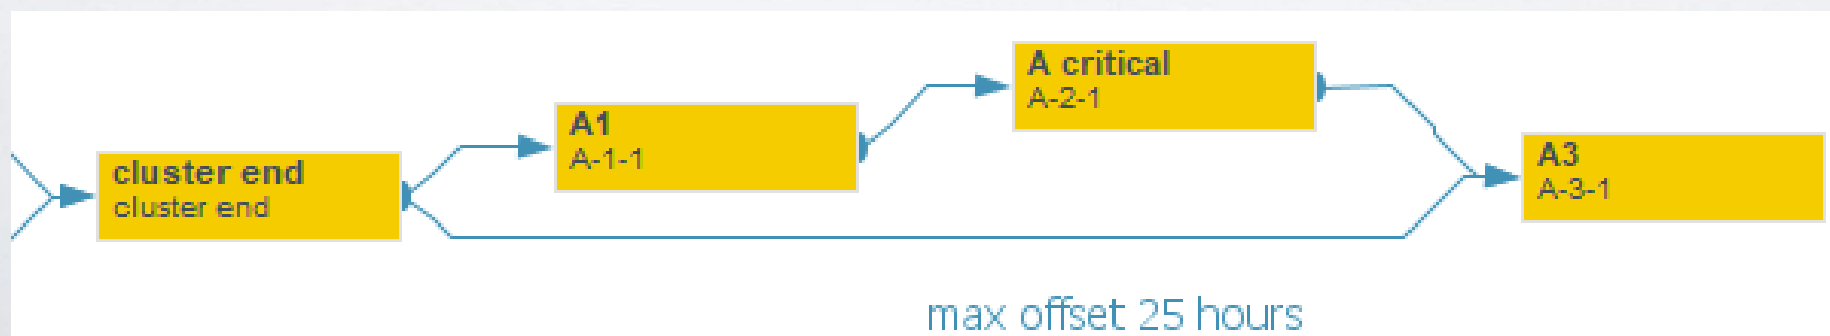 cluster end
cluster end
A1
A-1-1
A critical
A-2-1
A3
A-3-1
max offset 25 hours